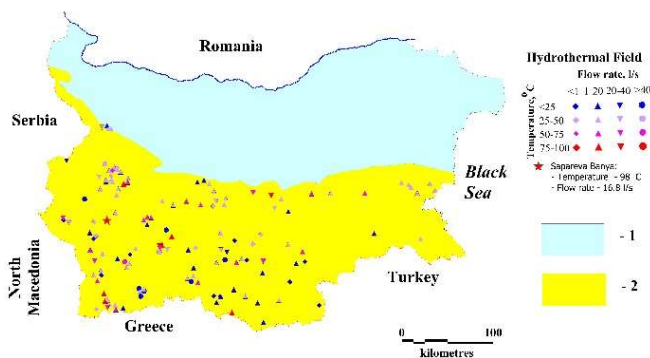 Romania
Serbia
Black
Sea
North
Macedonia
Greece
Turkey
0 100
kilometres
Hydrothermal Field
Flow rate, l/s
<1 1 20 20-40 >40
Temperature, °C
<25
25-50
50-75
75-100
Sapareva Banya:
- Temperature - 98 C
- Flow rate - 16.8 l/s
- 1
- 2